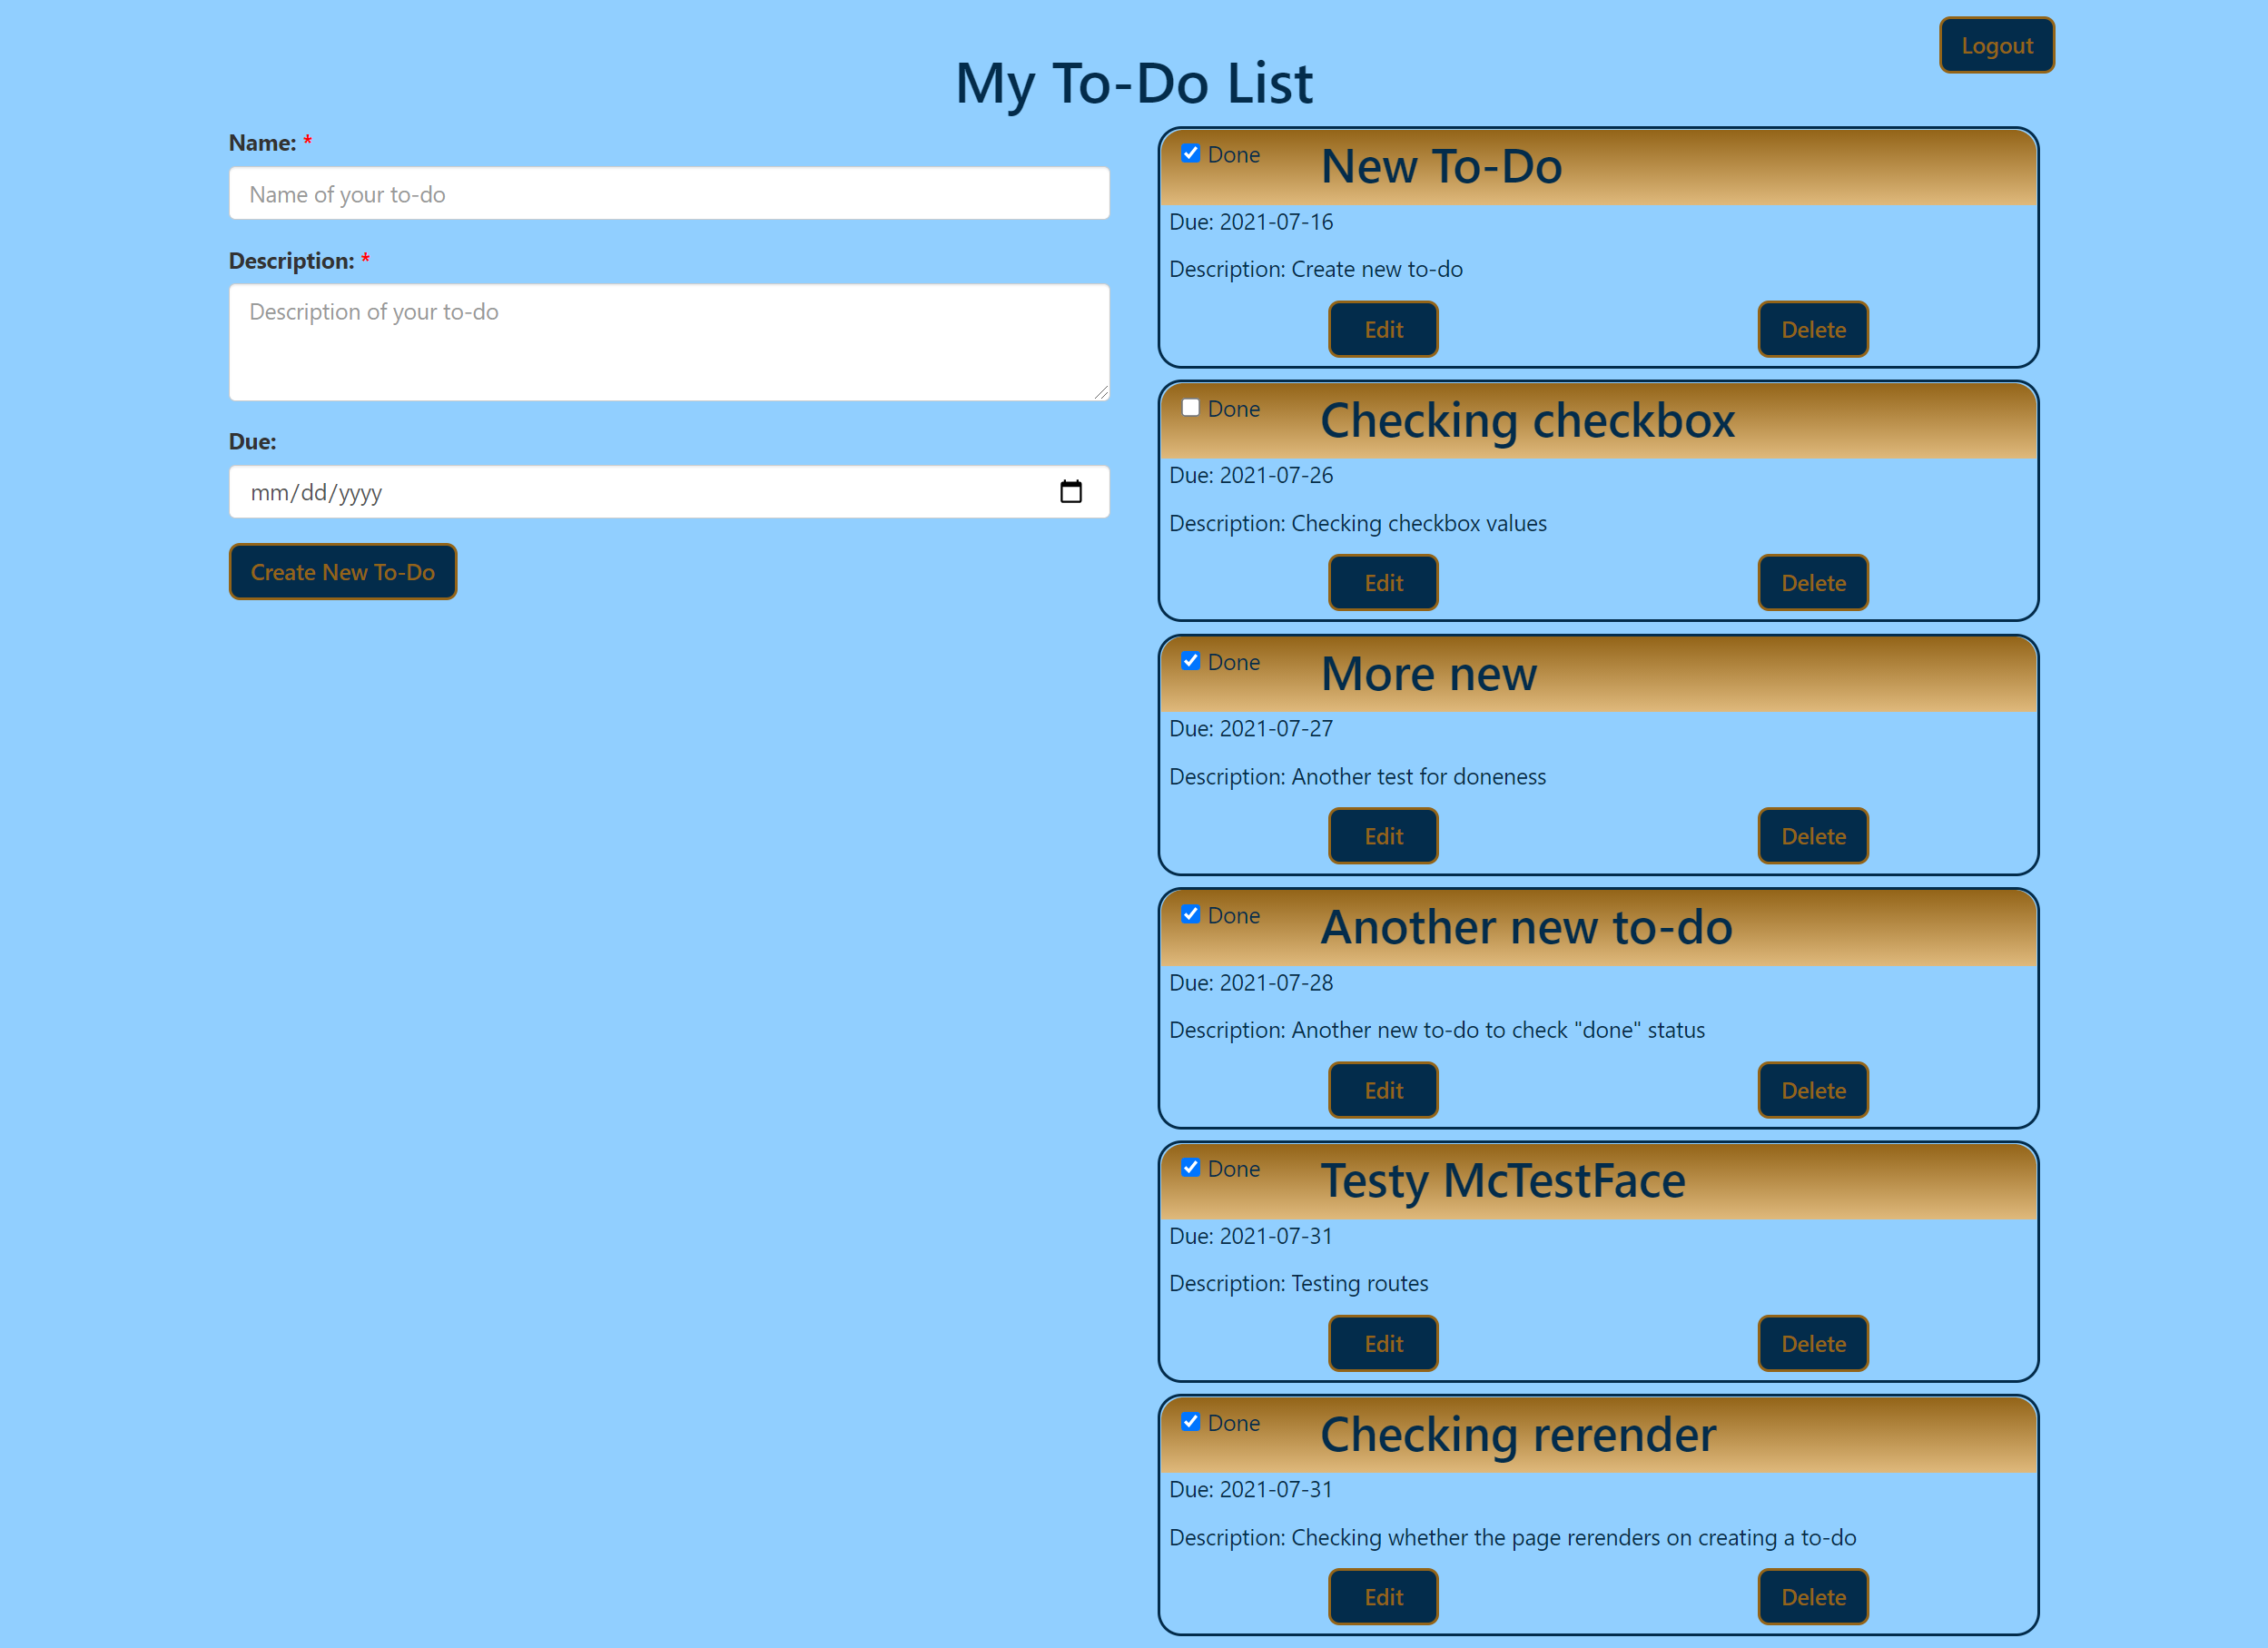 Logout
My To-Do List
Name: *
Name of your to-do
Description: *
Description of your to-do
Due:
mm/dd/yyyy
Create New To-Do
Done New To-Do
Due: 2021-07-16
Description: Create new to-do
Edit Delete
Done Checking checkbox
Due: 2021-07-26
Description: Checking checkbox values
Edit Delete
Done More new
Due: 2021-07-27
Description: Another test for doneness
Edit Delete
Done Another new to-do
Due: 2021-07-28
Description: Another new to-do to check "done" status
Edit Delete
Done Testy McTestFace
Due: 2021-07-31
Description: Testing routes
Edit Delete
Done Checking rerender
Due: 2021-07-31
Description: Checking whether the page rerenders on creating a to-do
Edit Delete